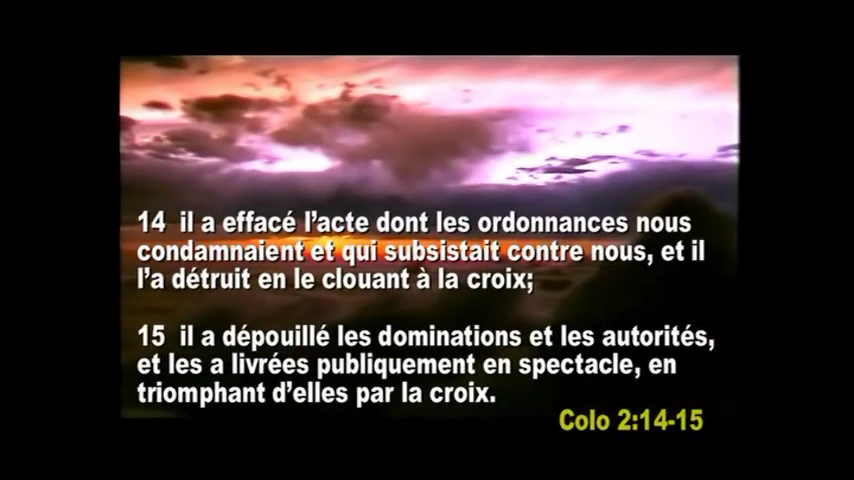 14 il a effacé l'acte dont les ordonnances nous
condamnaient et qui subsistait contre nous, et il
l'a détruit en le clouant à la croix;
15 il a dépouillé les dominations et les autorités,
et les a livrées publiquement en spectacle, en
triomphant d'elles par la croix.
Colo 2:14-15